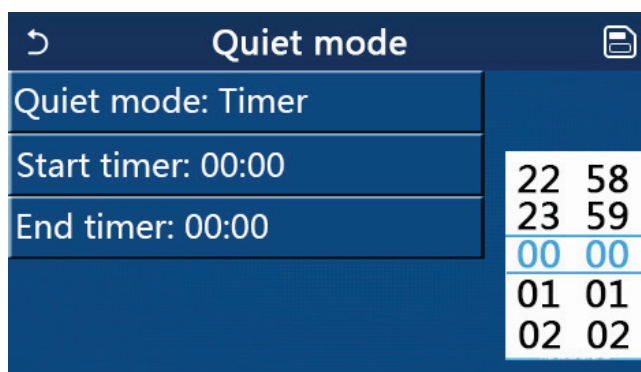 Quiet mode
Quiet mode: Timer
Start timer: 00:00
End timer: 00:00
22 58
23 59
00 00
01 01
02 02